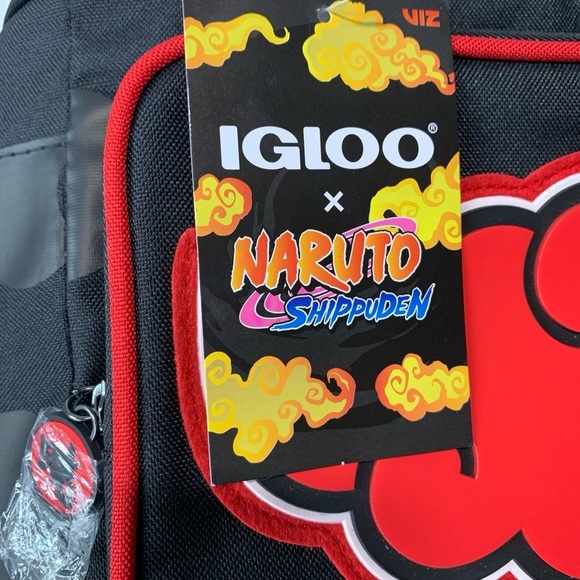 VIZ
IGLOO®
×
NARUTO
SHIPPUDEN